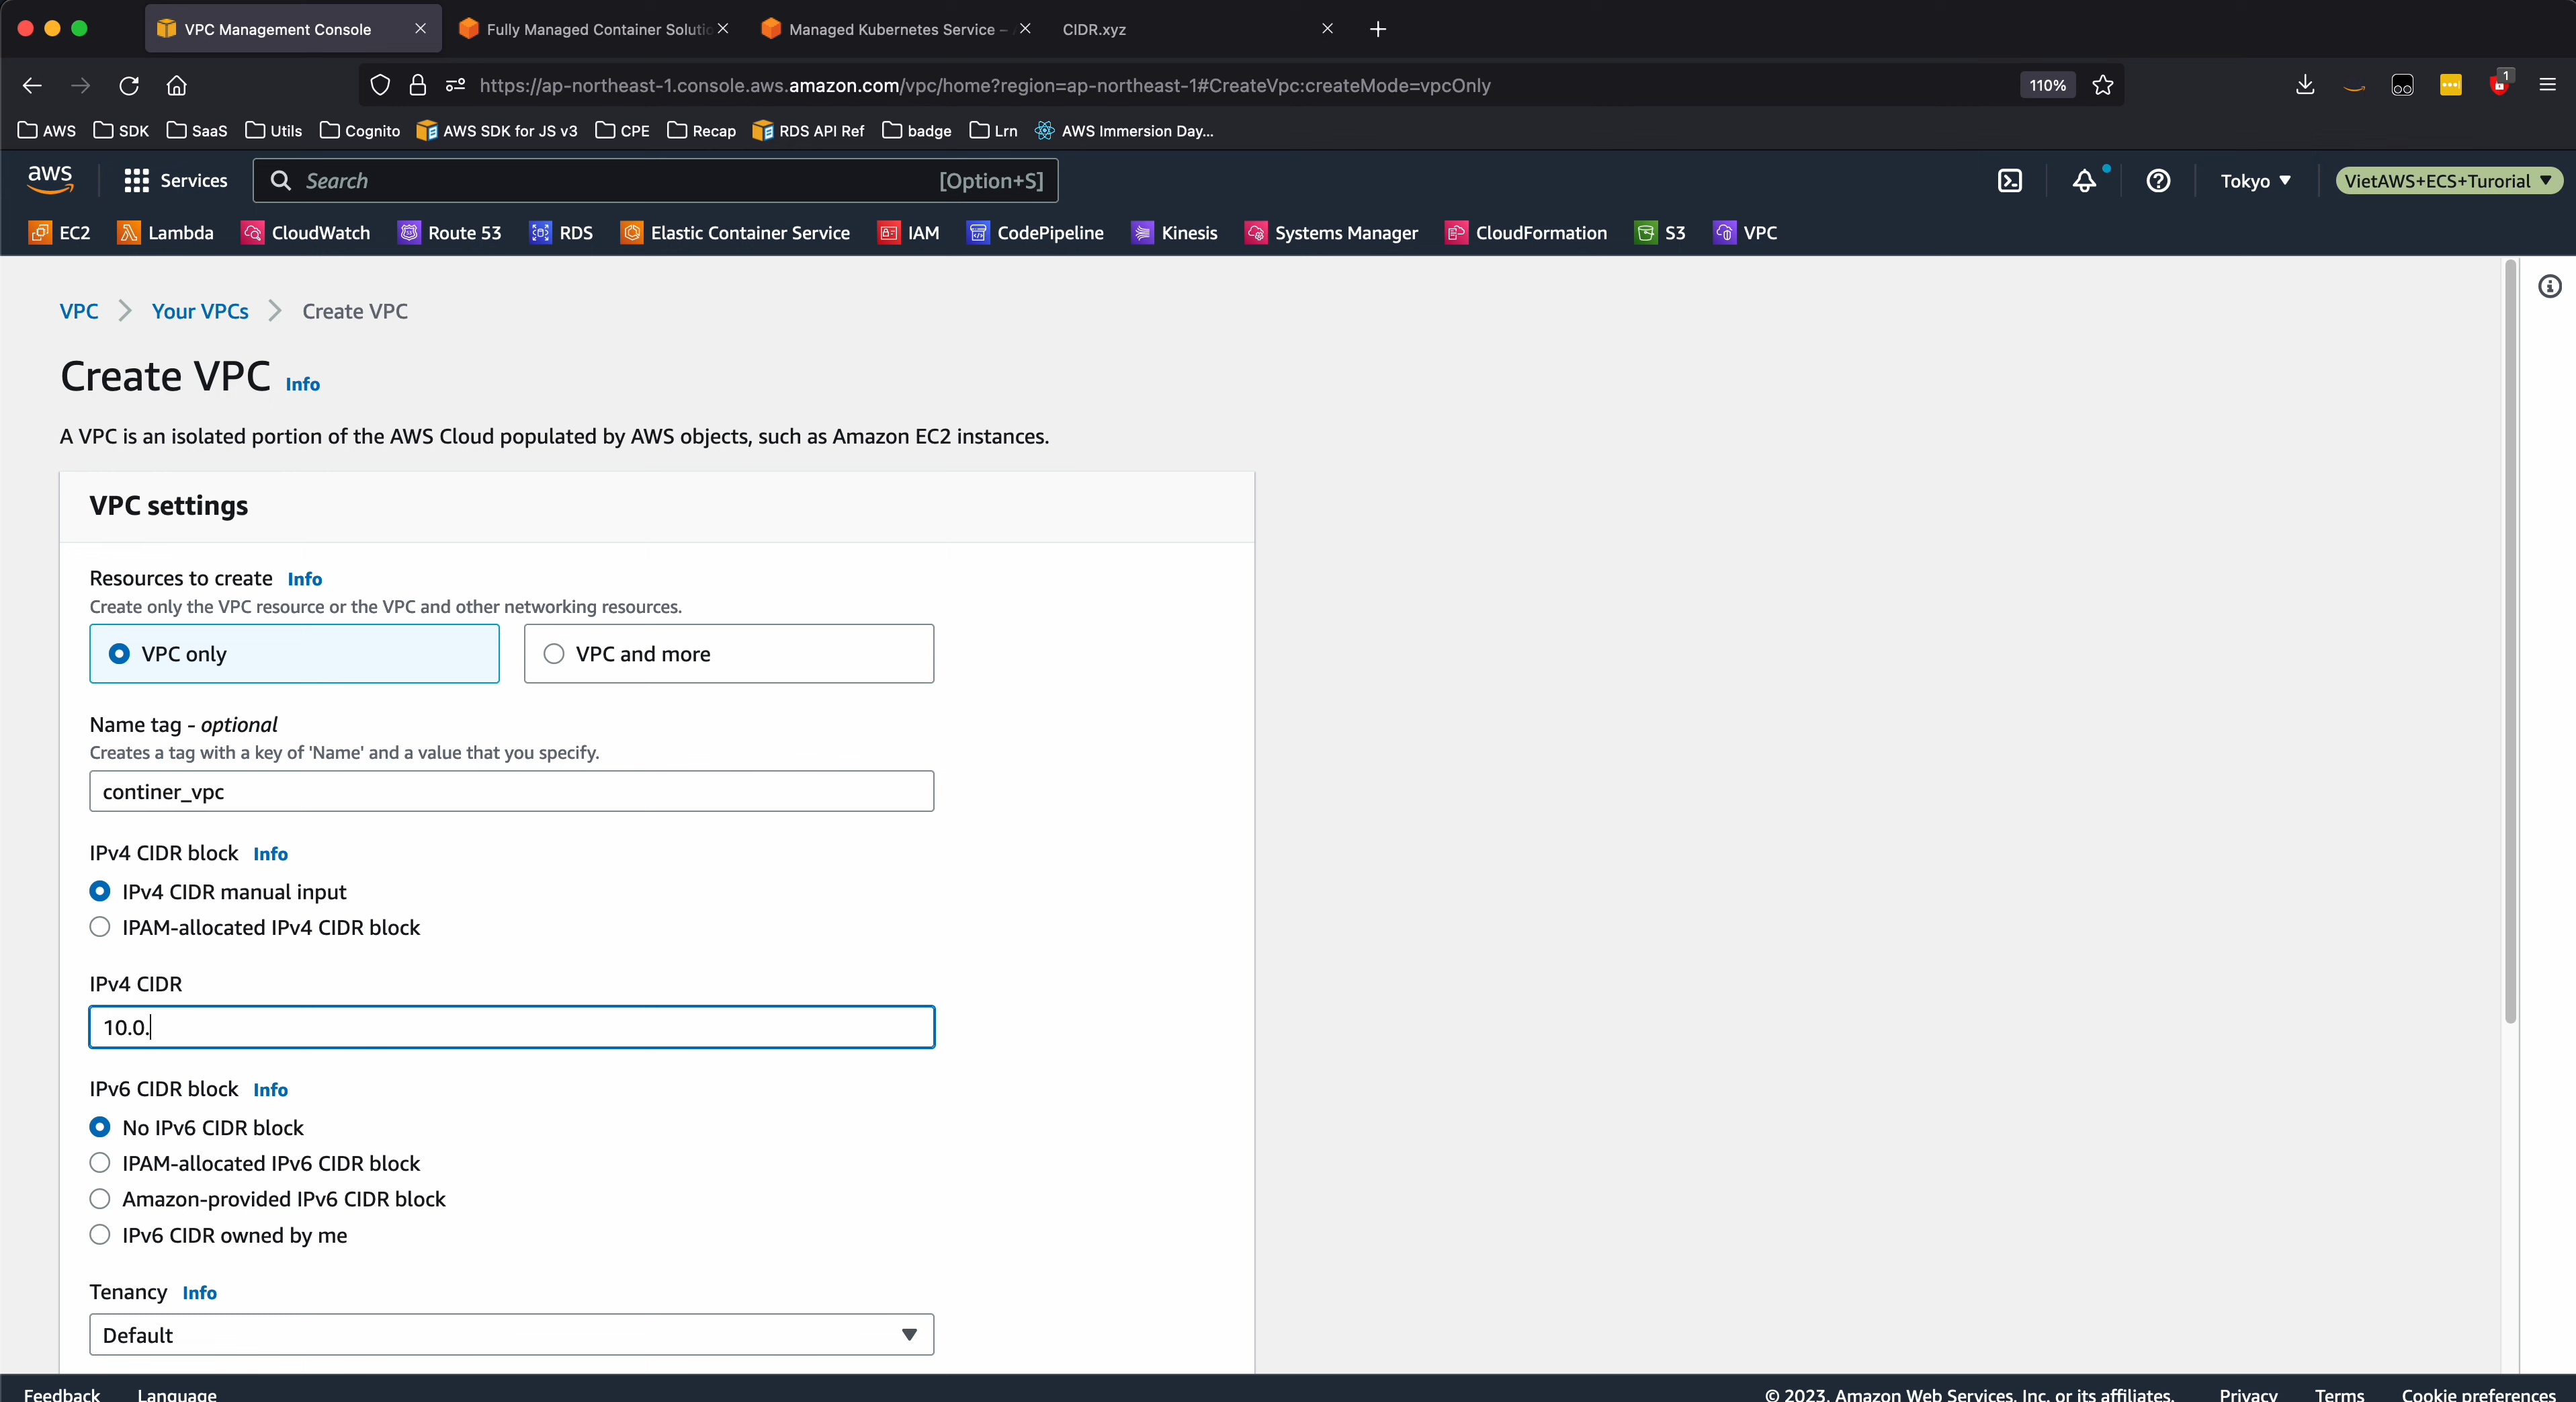 VPC Management Console
Fully Managed Container Solutio
Managed Kubernetes Service –
CIDR.xyz
https://ap-northeast-1.console.aws.amazon.com/vpc/home?region=ap-northeast-1#CreateVpc:createMode=vpcOnly
110%
1
AWS SDK SaaS Utils Cognito AWS SDK for JS v3 CPE Recap RDS API Ref badge Lrn AWS Immersion Day...
aws Services Search [Option+S] Tokyo VietAWS+ECS+Turorial
EC2 Lambda CloudWatch Route 53 RDS Elastic Container Service IAM CodePipeline Kinesis Systems Manager CloudFormation S3 VPC
VPC Your VPCs Create VPC
Create VPC Info
A VPC is an isolated portion of the AWS Cloud populated by AWS objects, such as Amazon EC2 instances.
VPC settings
Resources to create Info
Create only the VPC resource or the VPC and other networking resources.
VPC only VPC and more
Name tag - optional
Creates a tag with a key of 'Name' and a value that you specify.
continer_vpc
IPv4 CIDR block Info
IPv4 CIDR manual input
IPAM-allocated IPv4 CIDR block
IPv4 CIDR
10.0.
IPv6 CIDR block Info
No IPv6 CIDR block
IPAM-allocated IPv6 CIDR block
Amazon-provided IPv6 CIDR block
IPv6 CIDR owned by me
Tenancy Info
Default
Feedback Language © 2023, Amazon Web Services, Inc. or its affiliates. Privacy Terms Cookie preferences